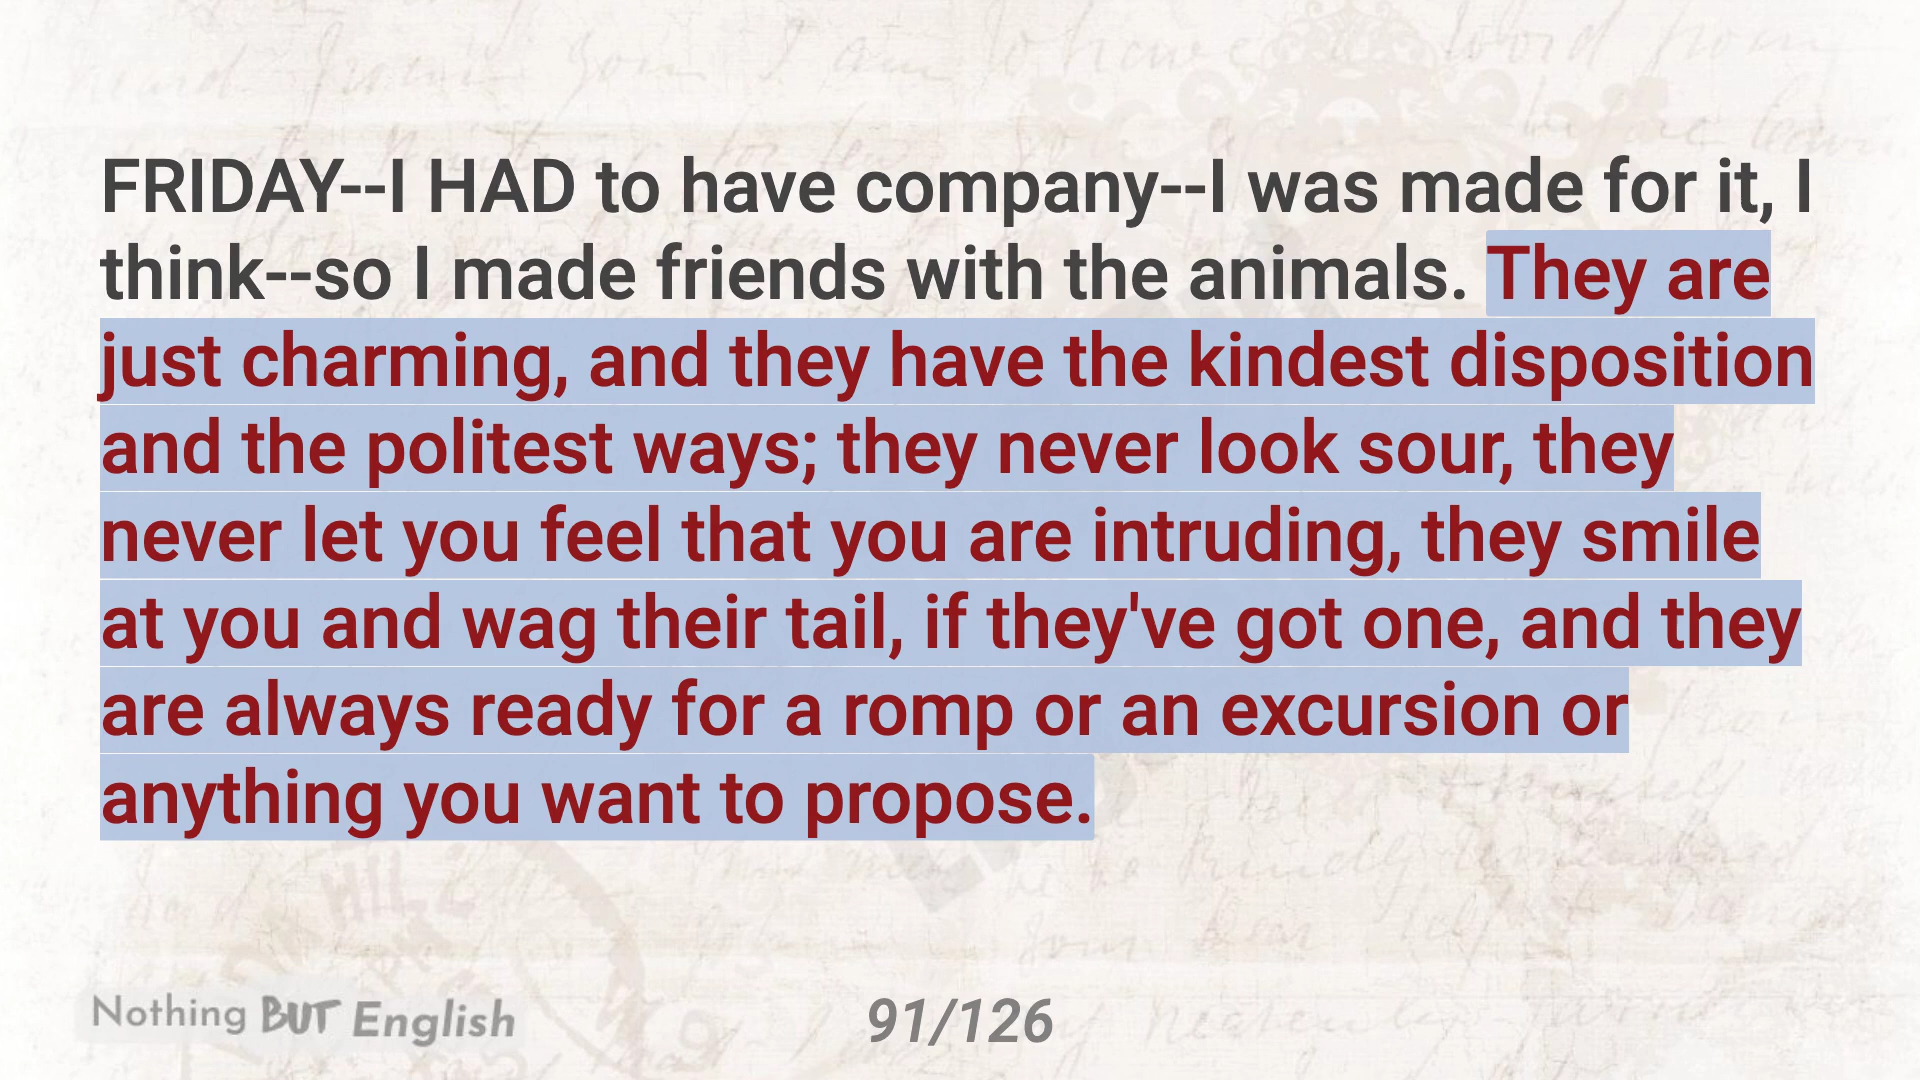 FRIDAY--I HAD to have company--I was made for it, I
think--so I made friends with the animals. They are
just charming, and they have the kindest disposition
and the politest ways; they never look sour, they
never let you feel that you are intruding, they smile
at you and wag their tail, if they've got one, and they
are always ready for a romp or an excursion or
anything you want to propose.
Nothing BUT English
91/126